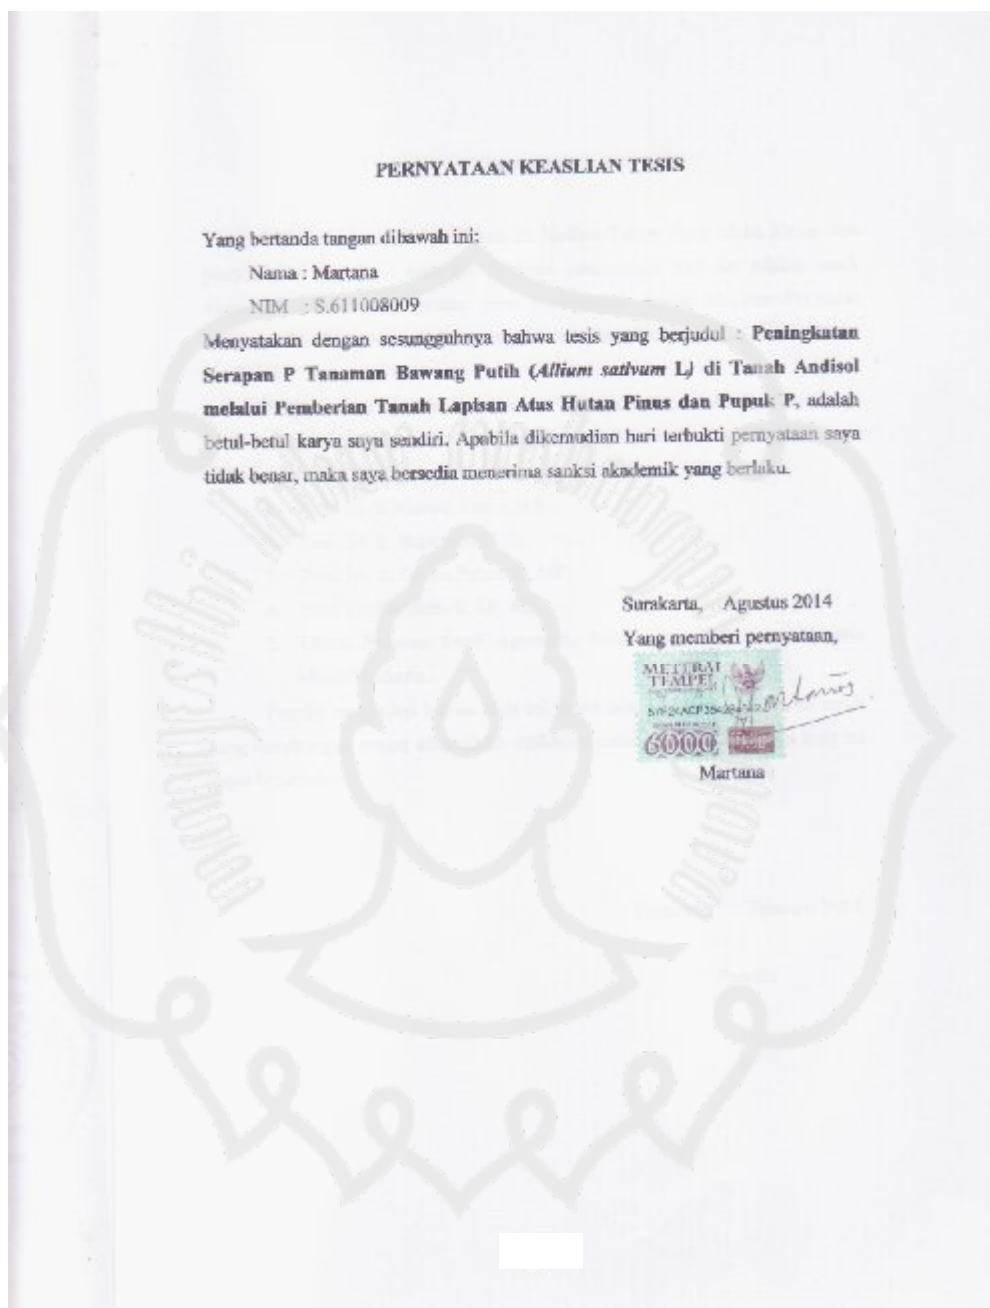 PERNYATAAN KEASLIAN TESIS
Yang bertanda tangan dibawah ini:
Nama : Martana
NIM : S.611008009
Menyatakan dengan sesungguhnya bahwa tesis yang berjudul : Peningkatan
Serapan P Tanaman Bawang Putih (Allium sativum L) di Tanah Andisol
melalui Pemberian Tanah Lapisan Atas Hutan Pinus dan Pupuk P, adalah
betul-betul karya saya sendiri. Apabila dikemudian hari terbukti pernyataan saya
tidak benar, maka saya bersedia menerima sanksi akademik yang berlaku.
Surakarta, Agustus 2014
Yang memberi pernyataan,
METERAI
TEMPEL
6000
Martana